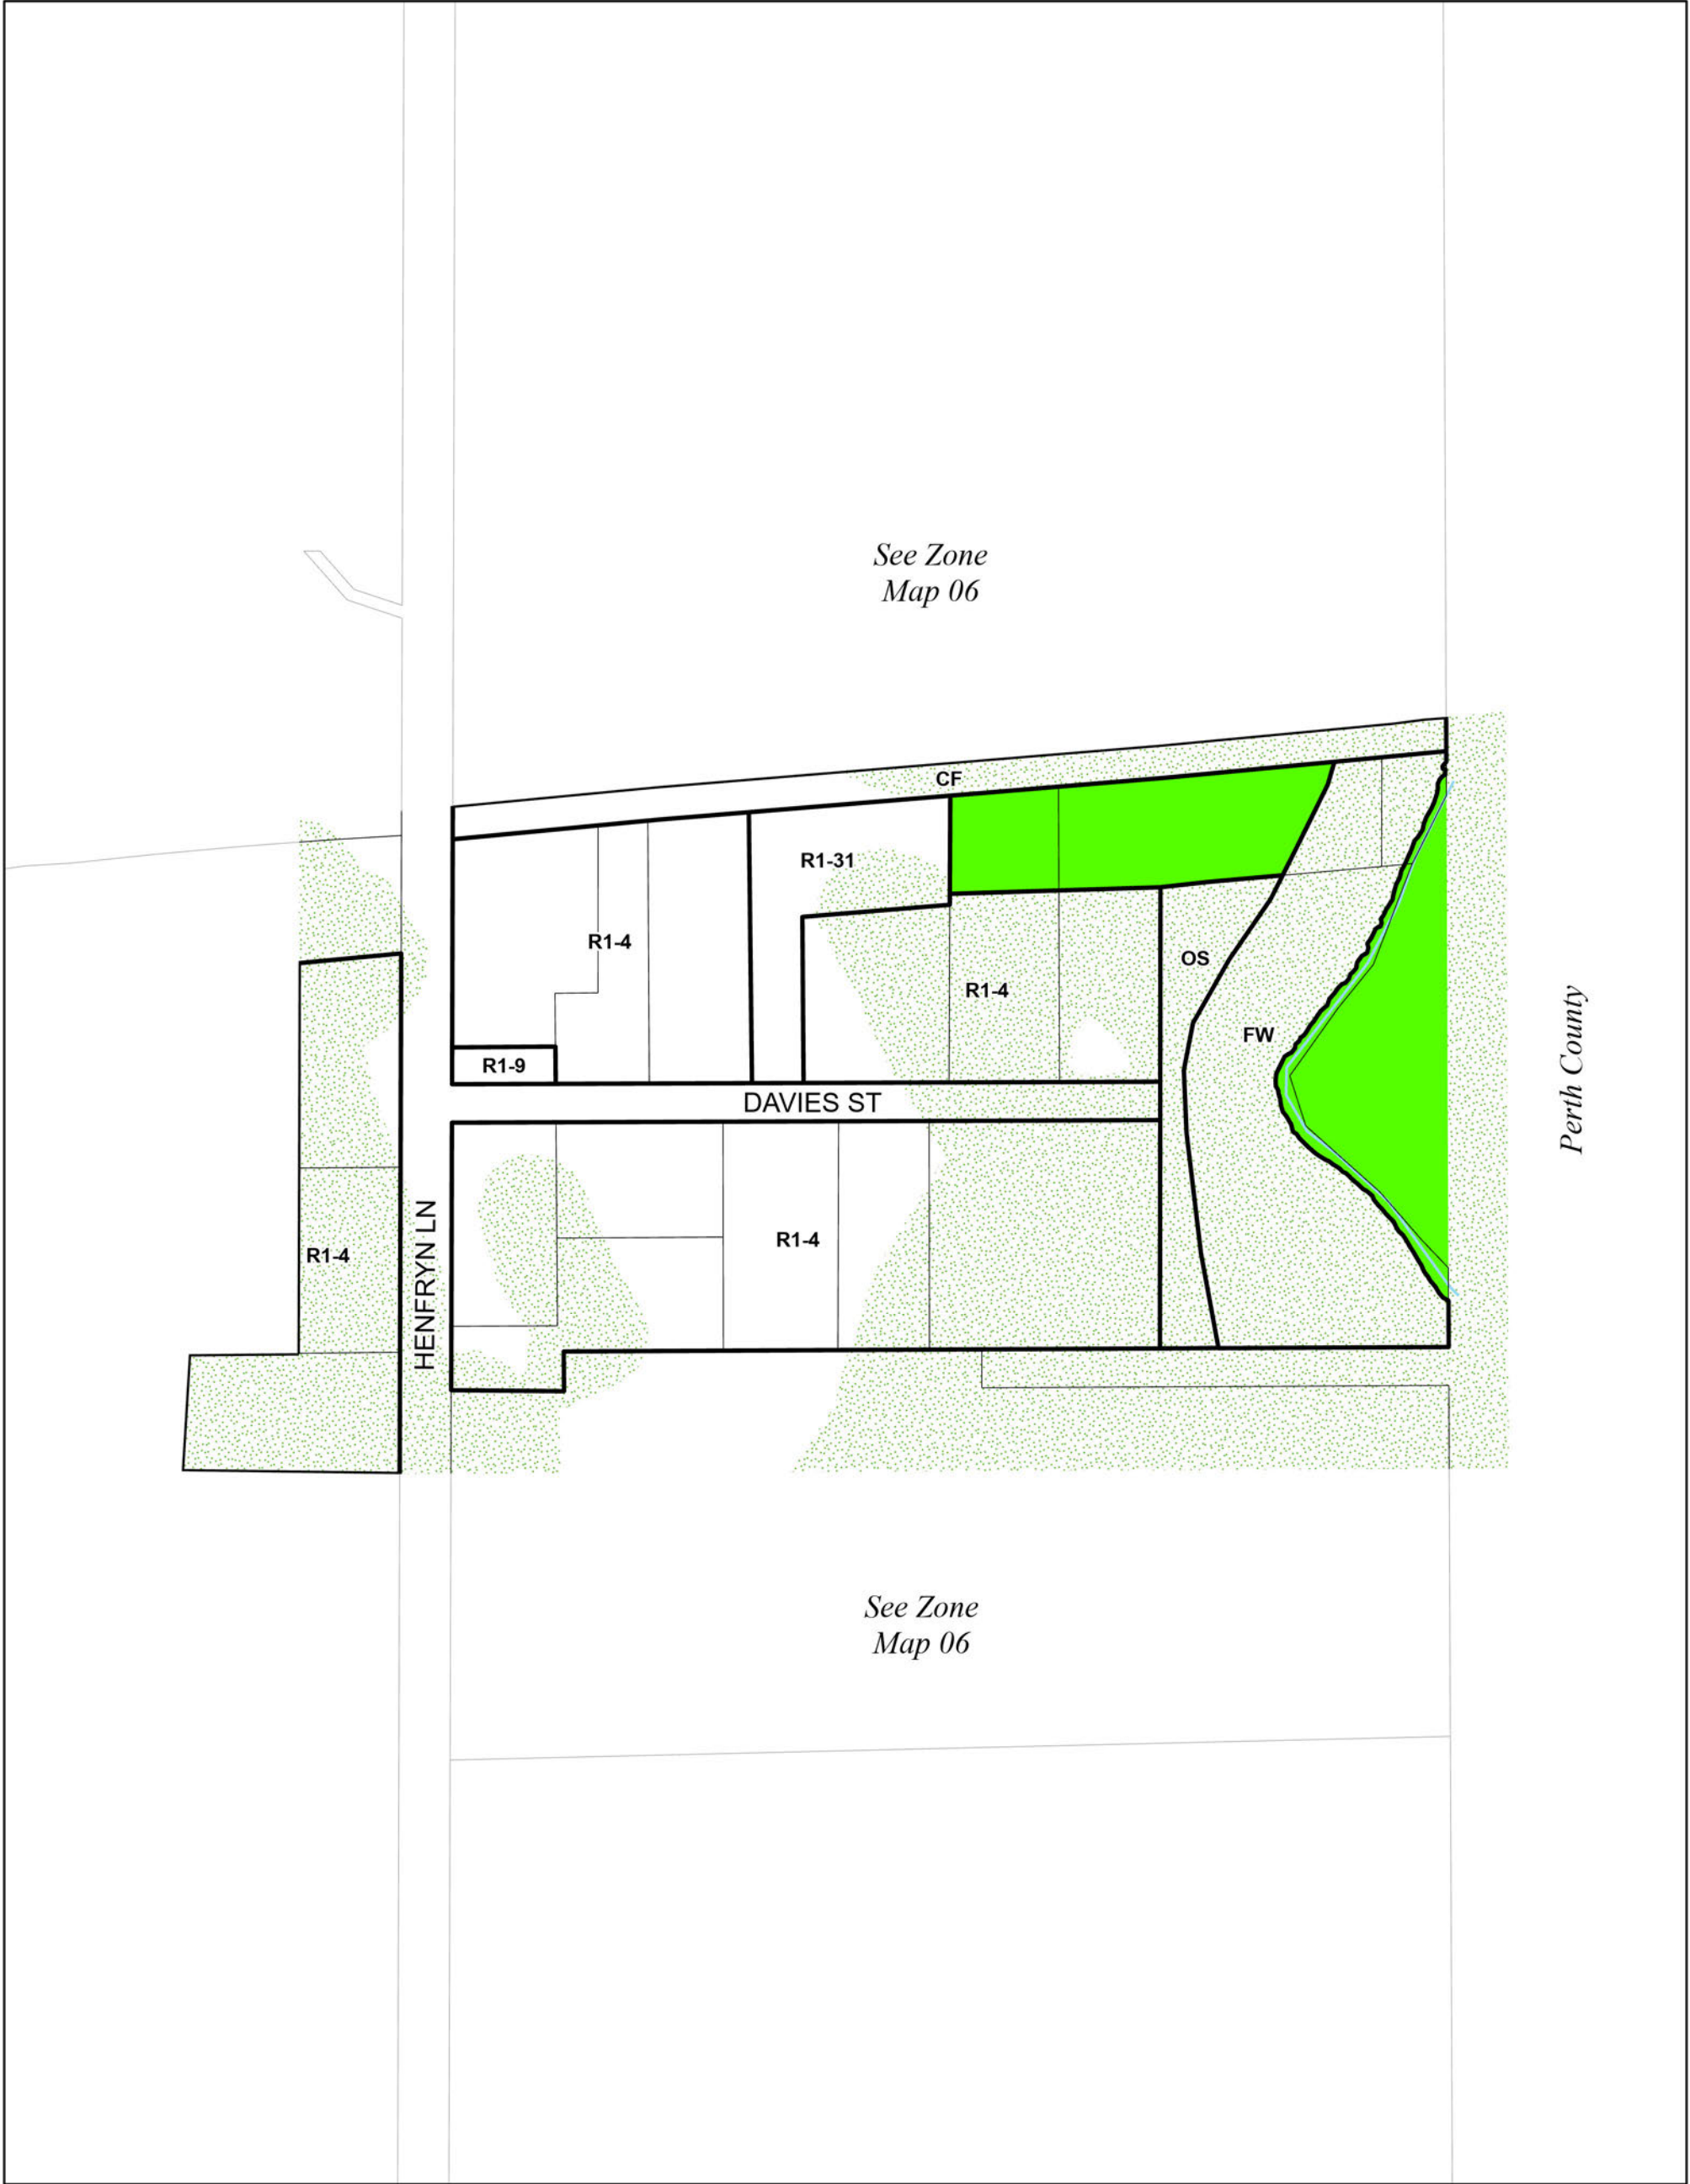 See Zone
Map 06
CF
R1-31
R1-4
OS
R1-4
FW
R1-9
Perth County
DAVIES ST
R1-4
R1-4
HENFRYN LN
See Zone
Map 06